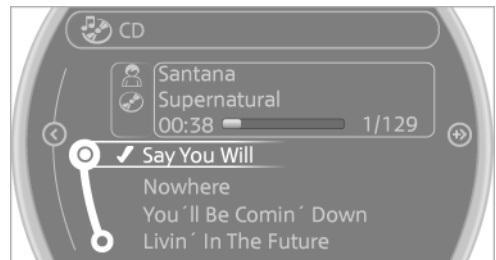 CD
Santana
Supernatural
00:38 1/129
Say You Will
Nowhere
You´ll Be Comin´ Down
Livin´ In The Future